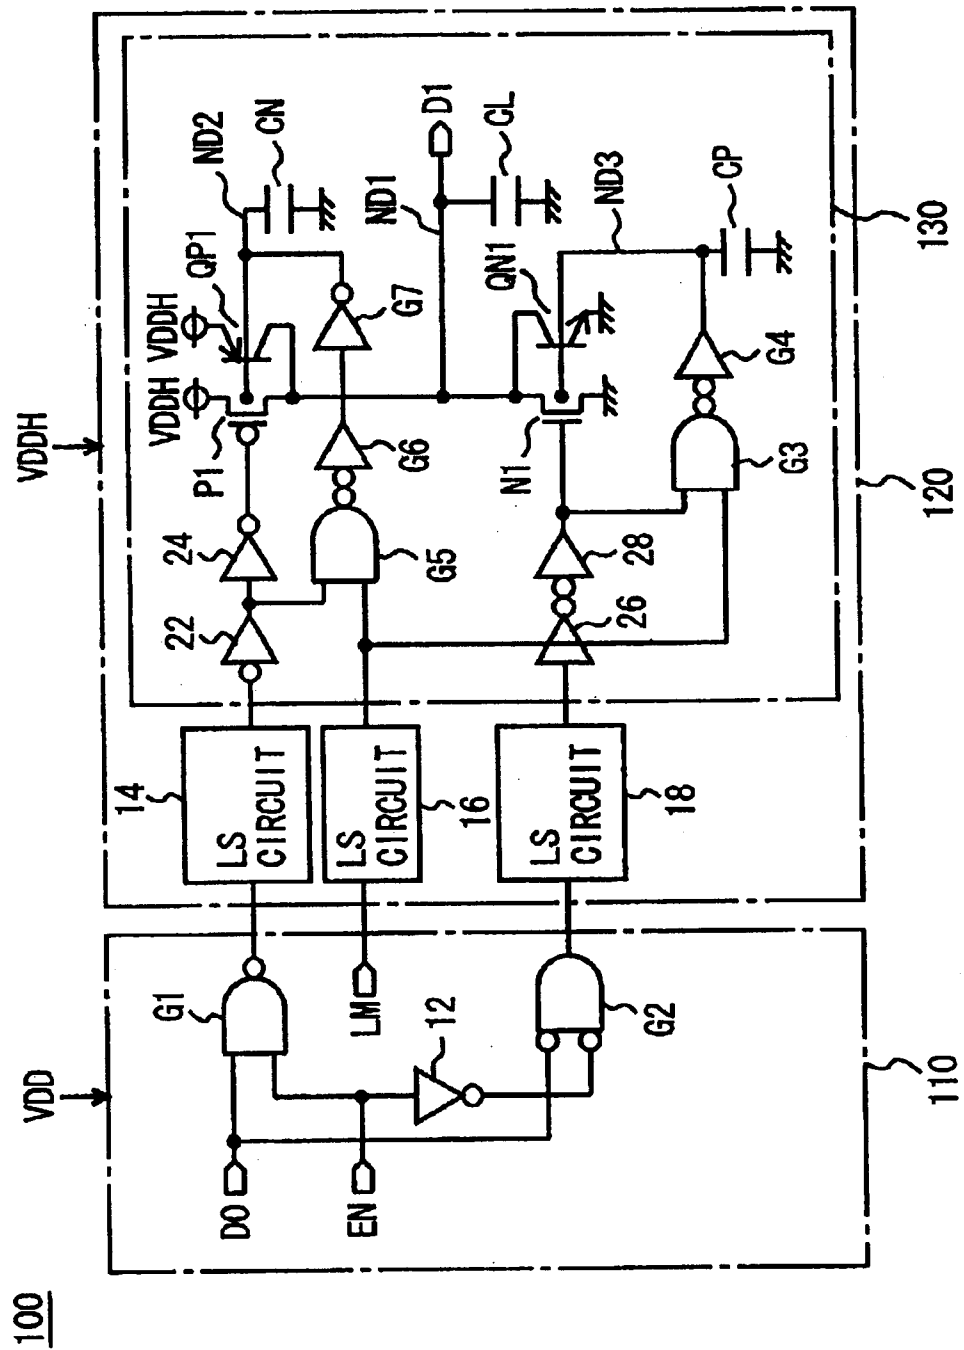 100
VDD
VDDH
110
120
130
DO
EN
G1
LM
12
G2
14
LS
CIRCUIT
LS
CIRCUIT
16
LS
CIRCUIT
18
22
24
P1
VDDH
VDDH
QP1
ND2
CN
G5
G6
G7
ND1
D1
CL
26
28
N1
QN1
ND3
G3
G4
CP